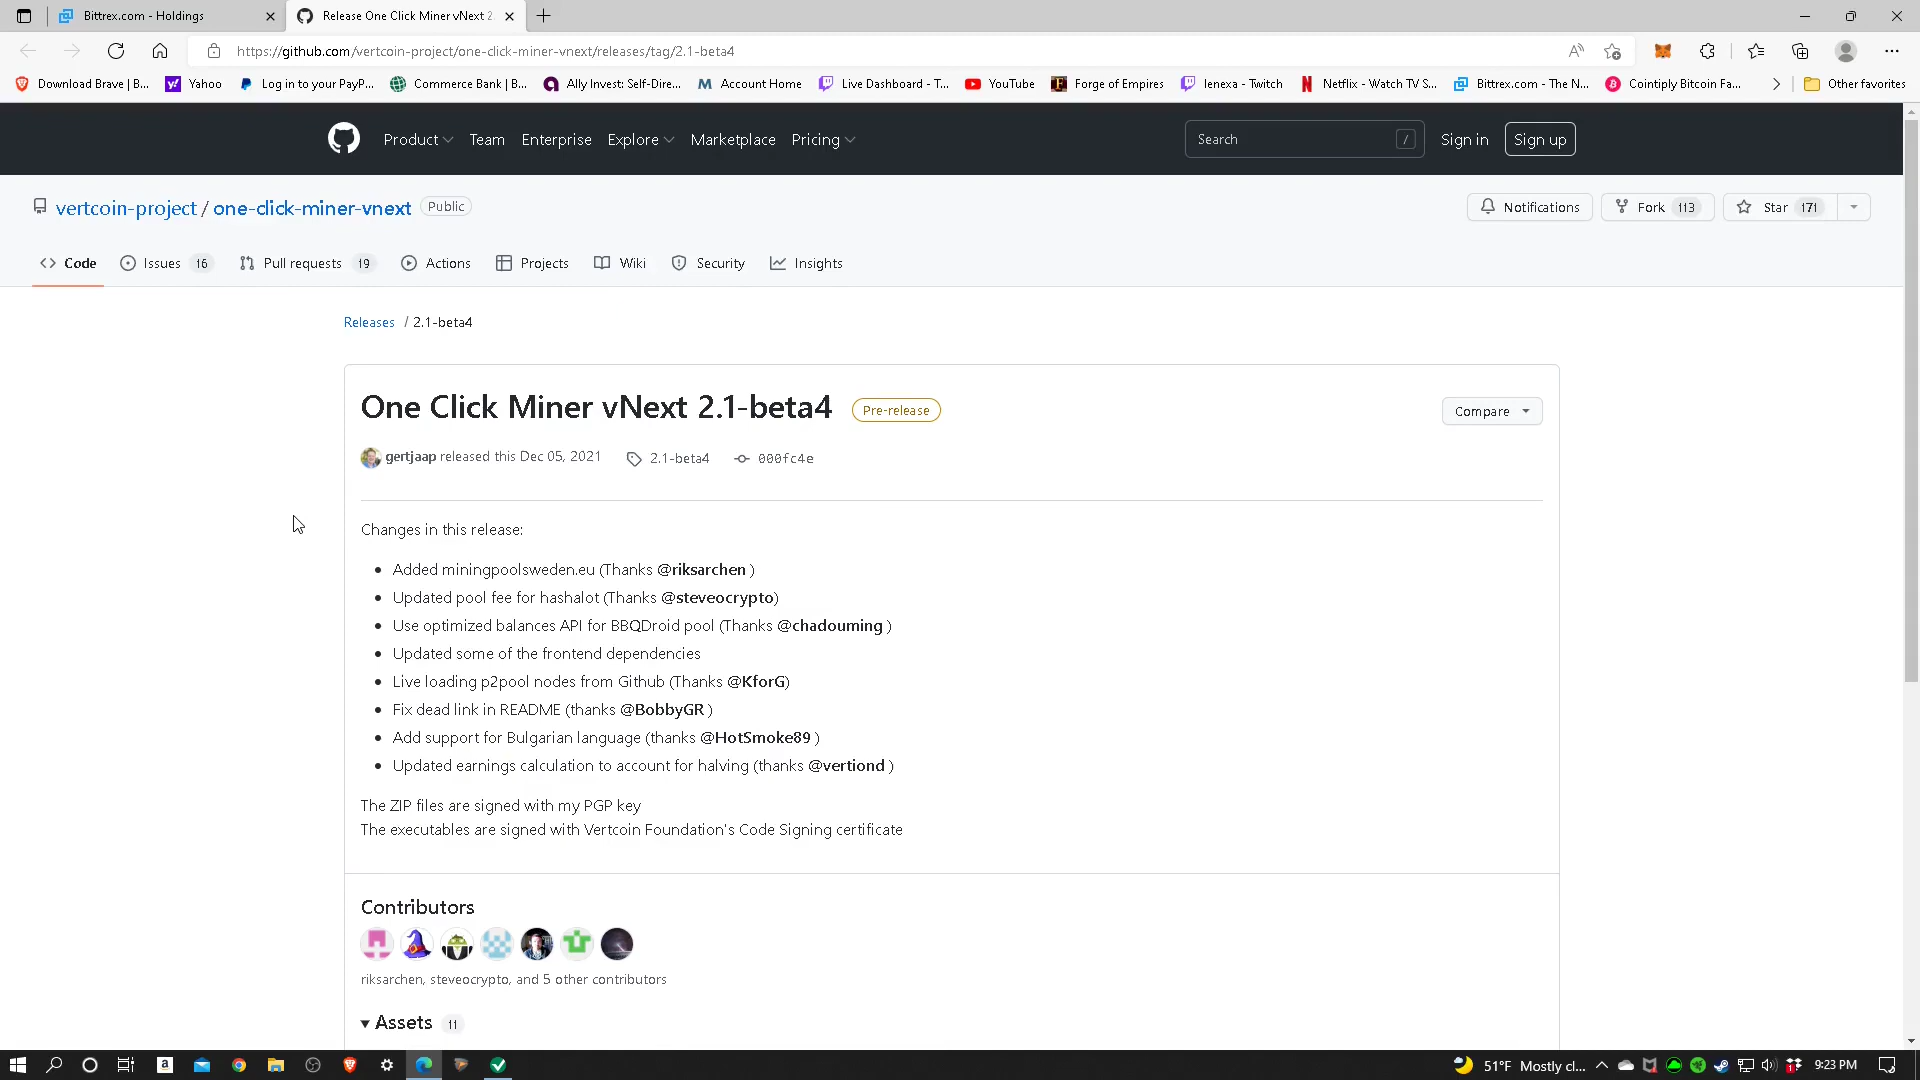 Bittrex.com - Holdings
Release One Click Miner vNext 2.
https://github.com/vertcoin-project/one-click-miner-vnext/releases/tag/2.1-beta4
Download Brave | B...
Yahoo
Log in to your PayP...
Commerce Bank | B...
Ally Invest: Self-Dire...
Account Home
Live Dashboard - T...
YouTube
Forge of Empires
lenexa - Twitch
Netflix - Watch TV S...
Bittrex.com - The N...
Cointiply Bitcoin Fa...
Other favorites
Product
Team
Enterprise
Explore
Marketplace
Pricing
Search
/
Sign in
Sign up
vertcoin-project / one-click-miner-vnext
Public
Notifications
Fork 113
Star 171
Code
Issues 16
Pull requests 19
Actions
Projects
Wiki
Security
Insights
Releases / 2.1-beta4
One Click Miner vNext 2.1-beta4
Pre-release
Compare
gertjaap released this Dec 05, 2021
2.1-beta4
000fc4e
Changes in this release:
• Added miningpoolsweden.eu (Thanks @riksarchen )
• Updated pool fee for hashalot (Thanks @steveocrypto)
• Use optimized balances API for BBQDroid pool (Thanks @chadouming )
• Updated some of the frontend dependencies
• Live loading p2pool nodes from Github (Thanks @KforG)
• Fix dead link in README (thanks @BobbyGR )
• Add support for Bulgarian language (thanks @HotSmoke89 )
• Updated earnings calculation to account for halving (thanks @vertiond )
The ZIP files are signed with my PGP key
The executables are signed with Vertcoin Foundation's Code Signing certificate
Contributors
riksarchen, steveocrypto, and 5 other contributors
Assets 11
51°F Mostly cl...
9:23 PM